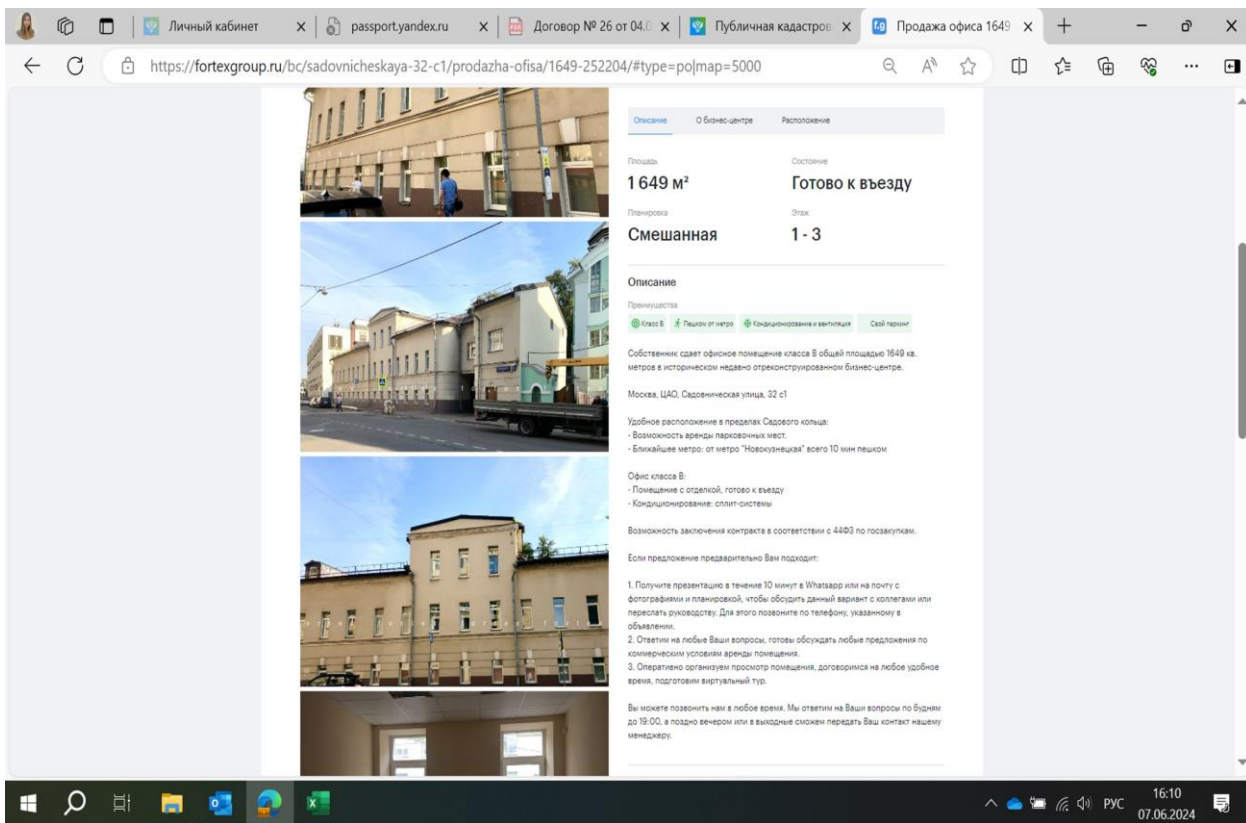 Личный кабинет
passport.yandex.ru
Договор № 26 от 04.0
Публичная кадастров
Продажа офиса 1649
https://fortexgroup.ru/bc/sadovnicheskaya-32-c1/prodazha-ofisa/1649-252204/#type=po|map=5000
Описание О бизнес-центре Расположение
Площадь Состояние
1 649 м² Готово к въезду
Планировка Этаж
Смешанная 1 - 3
Описание
Преимущества
Класс B Пешком от метро Кондиционирование и вентиляция Свой паркинг
Собственник сдает офисное помещение класса B общей площадью 1649 кв.
метров в историческом недавно отреконструированном бизнес-центре.
Москва, ЦАО, Садовническая улица, 32 с1
Удобное расположение в пределах Садового кольца:
- Возможность аренды парковочных мест.
- Ближайшее метро: от метро "Новокузнецкая" всего 10 мин пешком
Офис класса B:
- Помещение с отделкой, готово к въезду
- Кондиционирование: сплит-системы
Возможность заключения контракта в соответствии с 44ФЗ по госзакупкам.
Если предложение предварительно Вам подходит:
1. Получите презентацию в течение 10 минут в Whatsapp или на почту с
фотографиями и планировкой, чтобы обсудить данный вариант с коллегами или
переслать руководству. Для этого позвоните по телефону, указанному в
объявлении.
2. Ответим на любые Ваши вопросы, готовы обсуждать любые предложения по
коммерческим условиям аренды помещения.
3. Оперативно организуем просмотр помещения, договоримся на любое удобное
время, подготовим виртуальный тур.
Вы можете позвонить нам в любое время. Мы ответим на Ваши вопросы по будням
до 19:00, а поздно вечером или в выходные сможем передать Ваш контакт нашему
менеджеру.
РУС
16:10
07.06.2024